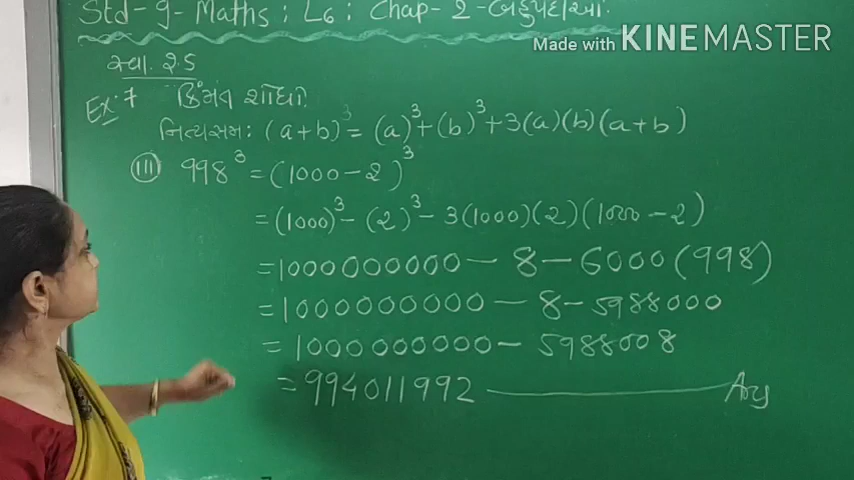 Std-9-Maths: L6: Chap-2-બહુપદીઓ
Made with KINEMASTER
સ્વા. 2.5
Ex:7 કિંમત શોધો
નિત્યસમ: (a+b)³ = (a)³+(b)³+3(a)(b)(a+b)
(III) 998³ = (1000-2)³
= (1000)³ - (2)³ - 3(1000)(2)(1000-2)
= 1000000000 - 8 - 6000(998)
= 1000000000 - 8 - 5988000
= 1000000000 - 5988008
= 994011992 — Ans